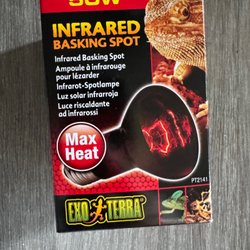 50W
INFRARED
BASKING SPOT
Infrared Basking Spot
Ampoule à infrarouge
pour lézarder
Infrarot-Spotlampe
Luz solar infrarroja
Luce riscaldante
ad infrarossi
Max
Heat
PT2141
EXO TERRA